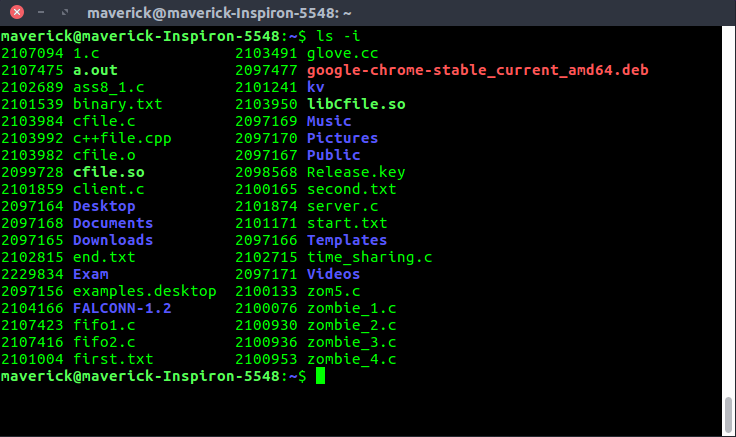 maverick@maverick-Inspiron-5548: ~
maverick@maverick-Inspiron-5548:~$ ls -i
2107094 1.c              2103491 glove.cc
2107475 a.out            2097477 google-chrome-stable_current_amd64.deb
2102689 ass8_1.c         2101241 kv
2101539 binary.txt       2103950 libCfile.so
2103984 cfile.c          2097169 Music
2103992 c++file.cpp      2097170 Pictures
2103982 cfile.o          2097167 Public
2099728 cfile.so         2098568 Release.key
2101859 client.c         2100165 second.txt
2097164 Desktop          2101874 server.c
2097168 Documents        2101171 start.txt
2097165 Downloads        2097166 Templates
2102815 end.txt          2102715 time_sharing.c
2229834 Exam             2097171 Videos
2097156 examples.desktop 2100133 zom5.c
2104166 FALCONN-1.2      2100076 zombie_1.c
2107423 fifo1.c          2100930 zombie_2.c
2107416 fifo2.c          2100936 zombie_3.c
2101004 first.txt        2100953 zombie_4.c
maverick@maverick-Inspiron-5548:~$